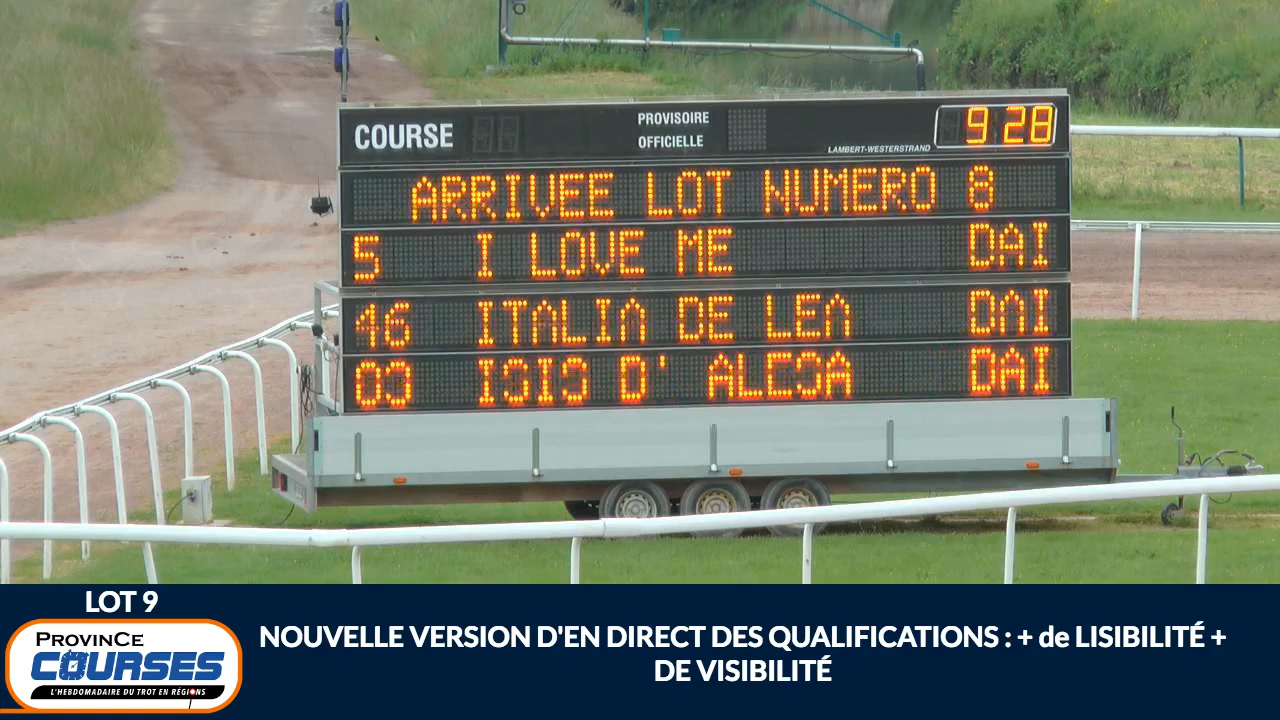 COURSE
PROVISOIRE
OFFICIELLE
LAMBERT-WESTERSTRAND
9 28
ARRIVEE LOT NUMERO 8
5 I LOVE ME DAI
46 ITALIA DE LEA DAI
ISIS D' ALESA DAI
LOT 9
PROVINCE
COURSES
L'HEBDOMADAIRE DU TROT EN RÉGIONS
NOUVELLE VERSION D'EN DIRECT DES QUALIFICATIONS : + de LISIBILITÉ +
DE VISIBILITÉ